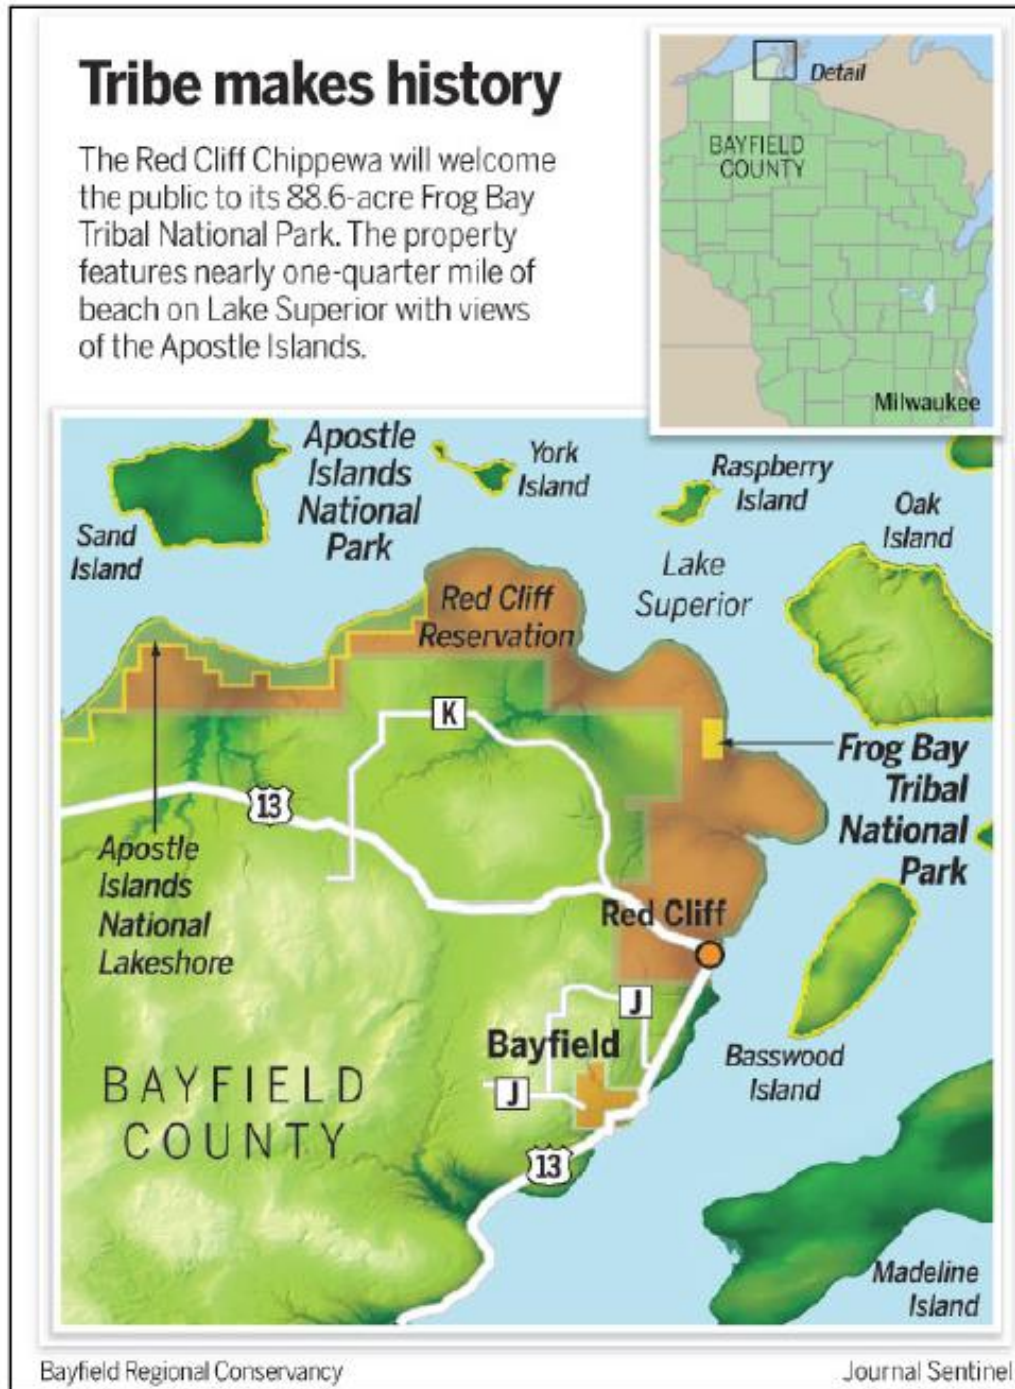 Tribe makes history
The Red Cliff Chippewa will welcome
the public to its 88.6-acre Frog Bay
Tribal National Park. The property
features nearly one-quarter mile of
beach on Lake Superior with views
of the Apostle Islands.
Detail
BAYFIELD
COUNTY
Milwaukee
Apostle
Islands
National
Park
York
Island
Raspberry
Island
Oak
Island
Sand
Island
Lake
Superior
Red Cliff
Reservation
K
13
Frog Bay
Tribal
National
Park
Apostle
Islands
National
Lakeshore
Red Cliff
J
Bayfield
J
Basswood
Island
BAYFIELD
COUNTY
13
Madeline
Island
Bayfield Regional Conservancy
Journal Sentinel